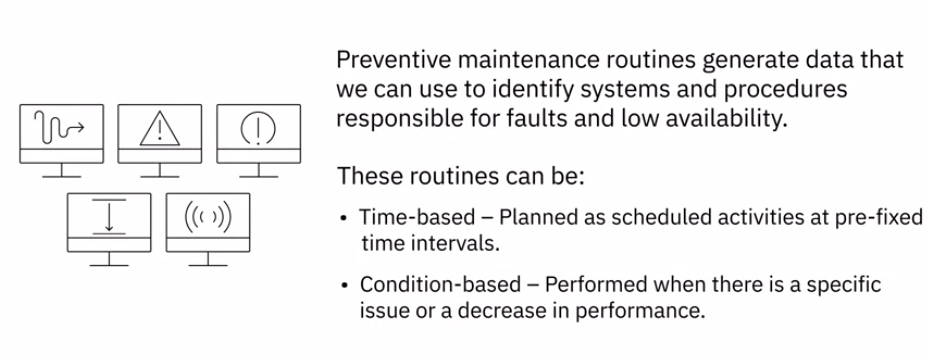 Preventive maintenance routines generate data that
we can use to identify systems and procedures
responsible for faults and low availability.
These routines can be:
• Time-based – Planned as scheduled activities at pre-fixed
time intervals.
• Condition-based – Performed when there is a specific
issue or a decrease in performance.